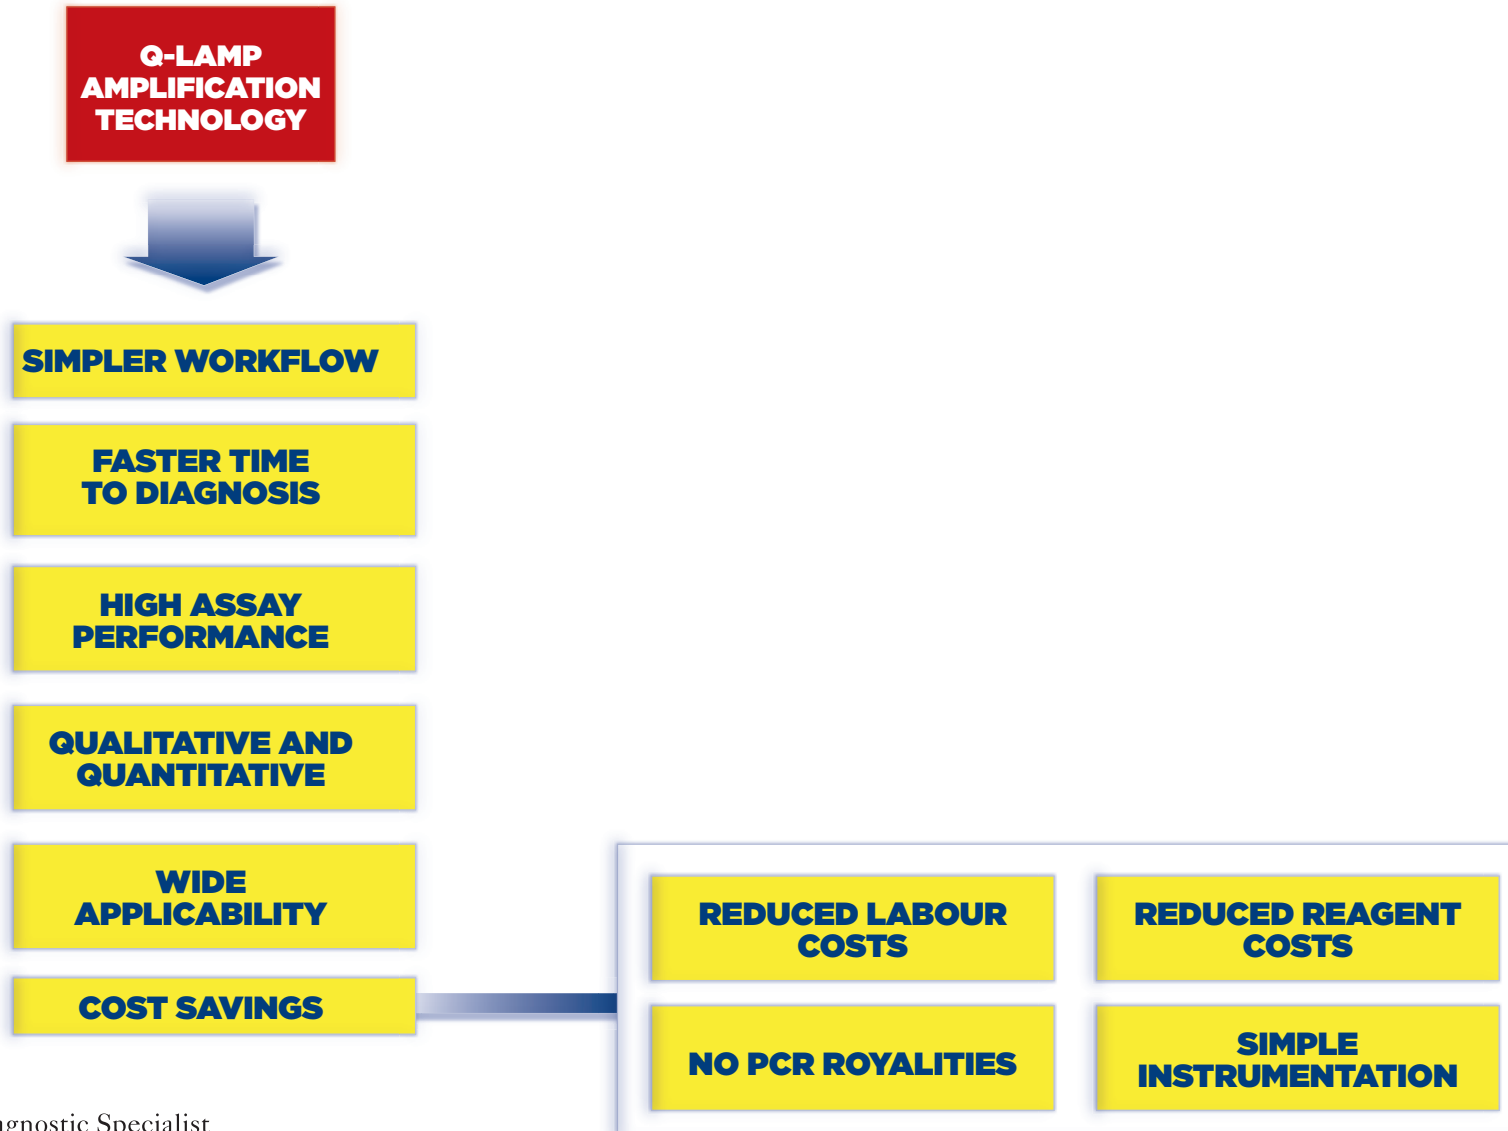 Q-LAMP
AMPLIFICATION
TECHNOLOGY
SIMPLER WORKFLOW
FASTER TIME
TO DIAGNOSIS
HIGH ASSAY
PERFORMANCE
QUALITATIVE AND
QUANTITATIVE
WIDE
APPLICABILITY
COST SAVINGS
REDUCED LABOUR
COSTS
REDUCED REAGENT
COSTS
NO PCR ROYALITIES
SIMPLE
INSTRUMENTATION
Specialist